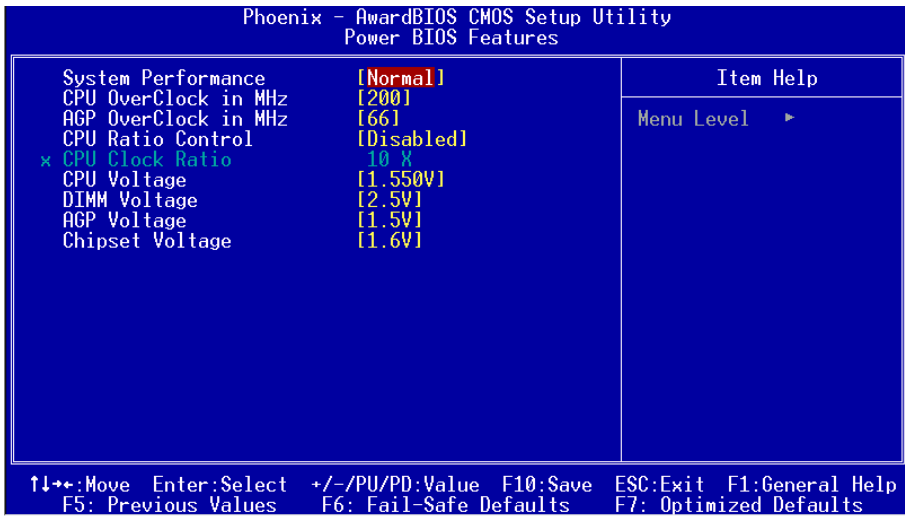 Phoenix - AwardBIOS CMOS Setup Utility
Power BIOS Features
System Performance [Normal]
CPU OverClock in MHz [200]
AGP OverClock in MHz [66]
CPU Ratio Control [Disabled]
x CPU Clock Ratio 10 X
CPU Voltage [1.550V]
DIMM Voltage [2.5V]
AGP Voltage [1.5V]
Chipset Voltage [1.6V]
Item Help
Menu Level ►
↑↓→←:Move Enter:Select +/-/PU/PD:Value F10:Save ESC:Exit F1:General Help
F5: Previous Values F6: Fail-Safe Defaults F7: Optimized Defaults